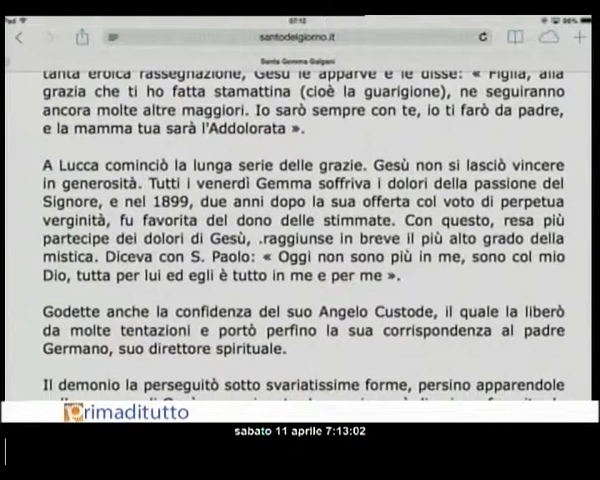 iPad
07:12
96%
santodelgiorno.it
Santa Gemma Galgani
tanta eroica rassegnazione, Gesù le apparve e le disse: « Figlia, alla
grazia che ti ho fatta stamattina (cioè la guarigione), ne seguiranno
ancora molte altre maggiori. Io sarò sempre con te, io ti farò da padre,
e la mamma tua sarà l'Addolorata ».
A Lucca cominciò la lunga serie delle grazie. Gesù non si lasciò vincere
in generosità. Tutti i venerdì Gemma soffriva i dolori della passione del
Signore, e nel 1899, due anni dopo la sua offerta col voto di perpetua
verginità, fu favorita del dono delle stimmate. Con questo, resa più
partecipe dei dolori di Gesù, .raggiunse in breve il più alto grado della
mistica. Diceva con S. Paolo: « Oggi non sono più in me, sono col mio
Dio, tutta per lui ed egli è tutto in me e per me ».
Godette anche la confidenza del suo Angelo Custode, il quale la liberò
da molte tentazioni e portò perfino la sua corrispondenza al padre
Germano, suo direttore spirituale.
Il demonio la perseguitò sotto svariatissime forme, persino apparendole
Primaditutto
sabato 11 aprile 7:13:02